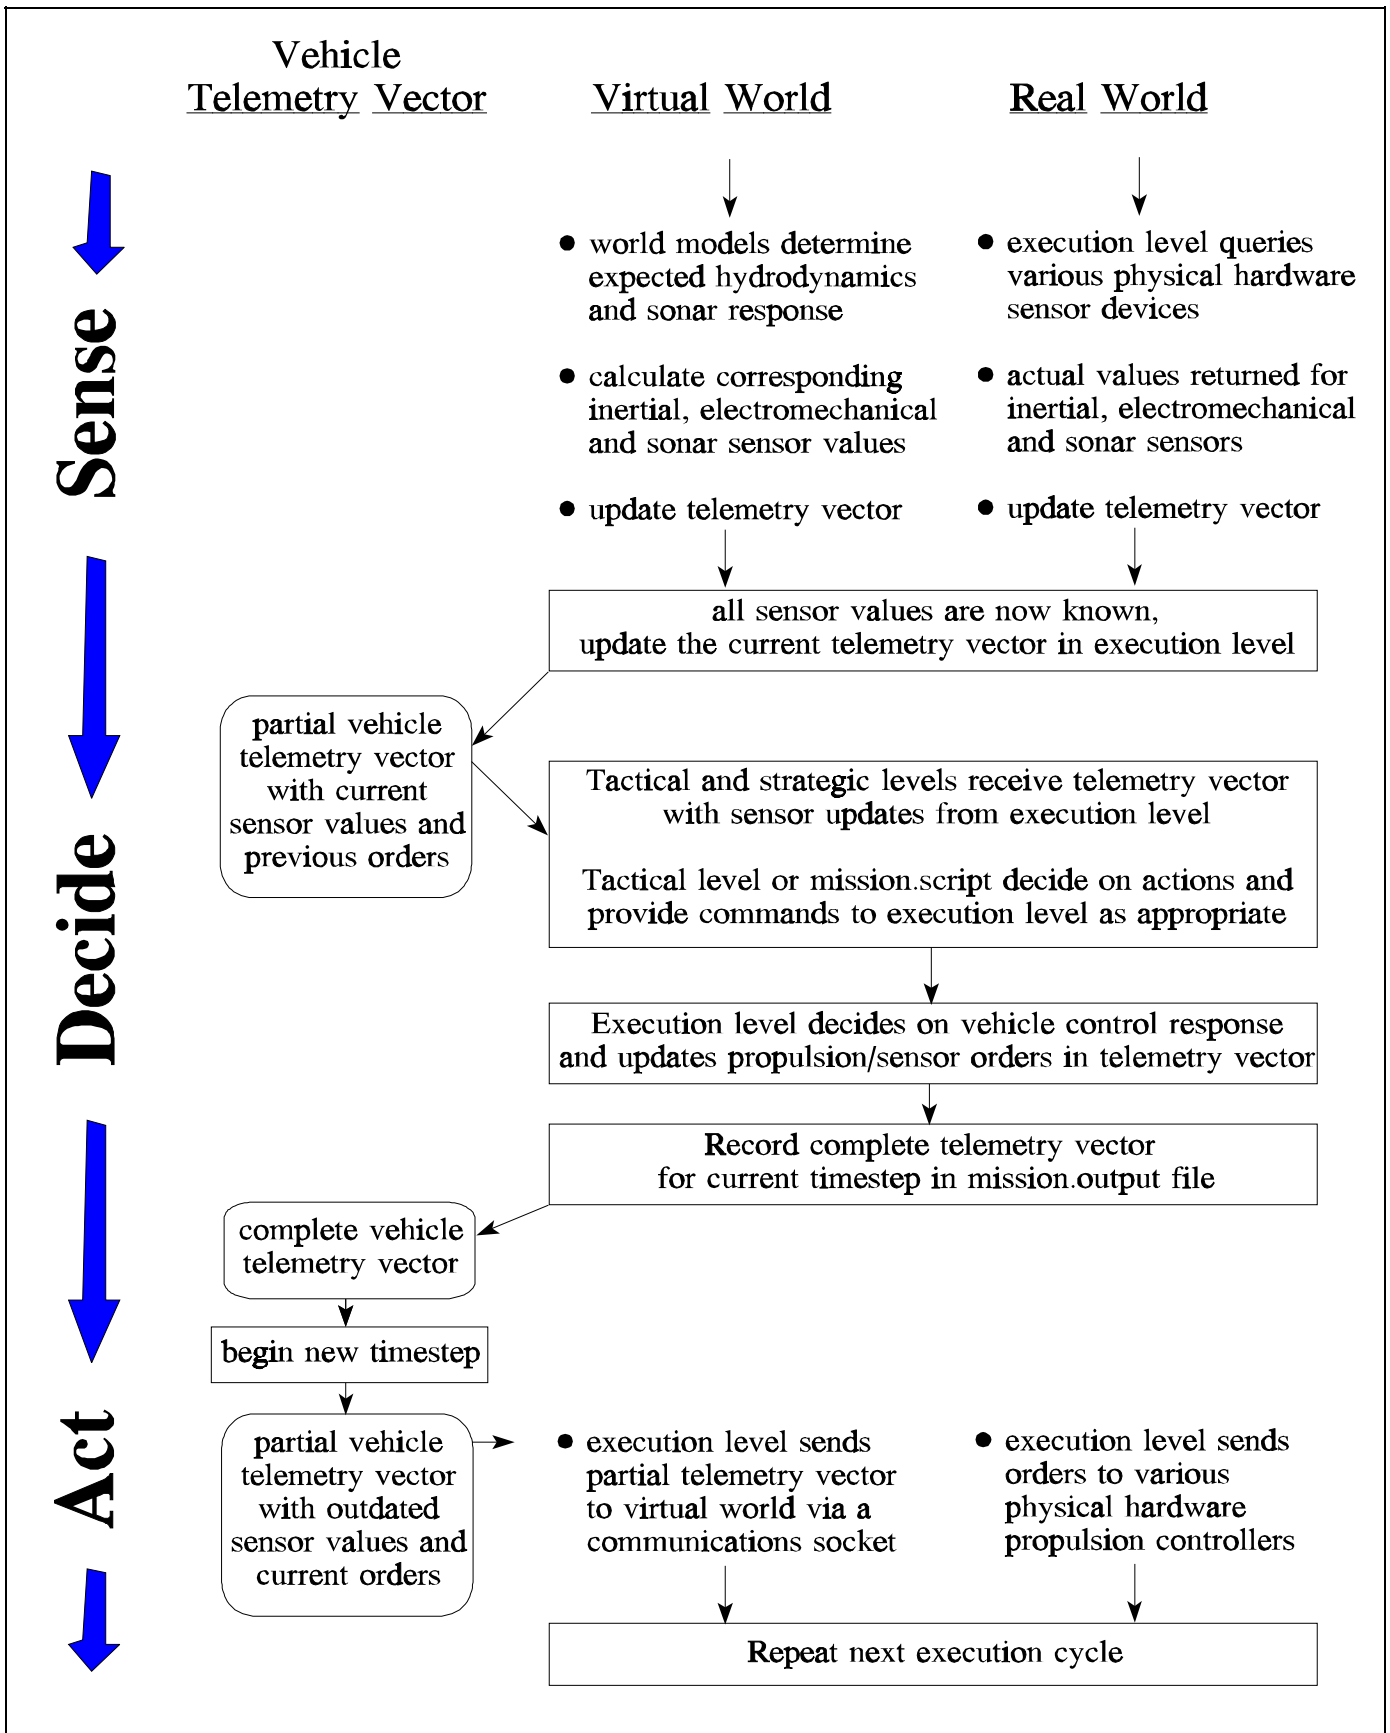 Vehicle
Telemetry Vector
Virtual World
Real World
Sense
world models determine
expected hydrodynamics
and sonar response
calculate corresponding
inertial, electromechanical
and sonar sensor values
update telemetry vector
execution level queries
various physical hardware
sensor devices
actual values returned for
inertial, electromechanical
and sonar sensors
update telemetry vector
all sensor values are now known,
update the current telemetry vector in execution level
Decide
partial vehicle
telemetry vector
with current
sensor values and
previous orders
Tactical and strategic levels receive telemetry vector
with sensor updates from execution level
Tactical level or mission.script decide on actions and
provide commands to execution level as appropriate
Execution level decides on vehicle control response
and updates propulsion/sensor orders in telemetry vector
Record complete telemetry vector
for current timestep in mission.output file
complete vehicle
telemetry vector
begin new timestep
Act
partial vehicle
telemetry vector
with outdated
sensor values and
current orders
execution level sends
partial telemetry vector
to virtual world via a
communications socket
execution level sends
orders to various
physical hardware
propulsion controllers
Repeat next execution cycle